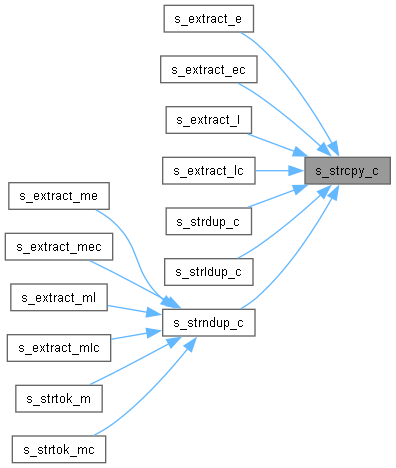 s_extract_e
s_extract_ec
s_extract_l
s_extract_lc
s_strcpy_c
s_extract_me
s_strdup_c
s_extract_mec
s_strldup_c
s_extract_ml
s_strndup_c
s_extract_mlc
s_strtok_m
s_strtok_mc